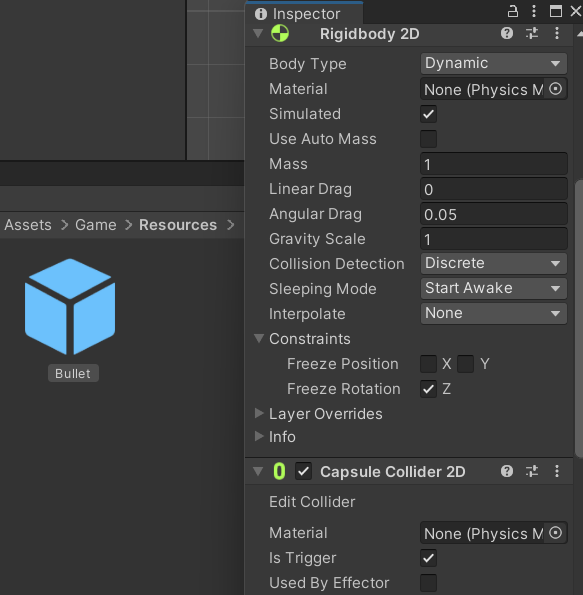 Inspector
Rigidbody 2D
Body Type Dynamic
Material None (Physics M
Simulated
Use Auto Mass
Mass 1
Linear Drag 0
Angular Drag 0.05
Gravity Scale 1
Collision Detection Discrete
Sleeping Mode Start Awake
Interpolate None
Constraints
Freeze Position X Y
Freeze Rotation Z
Layer Overrides
Info
Capsule Collider 2D
Edit Collider
Material None (Physics M
Is Trigger
Used By Effector
Assets > Game > Resources >
Bullet